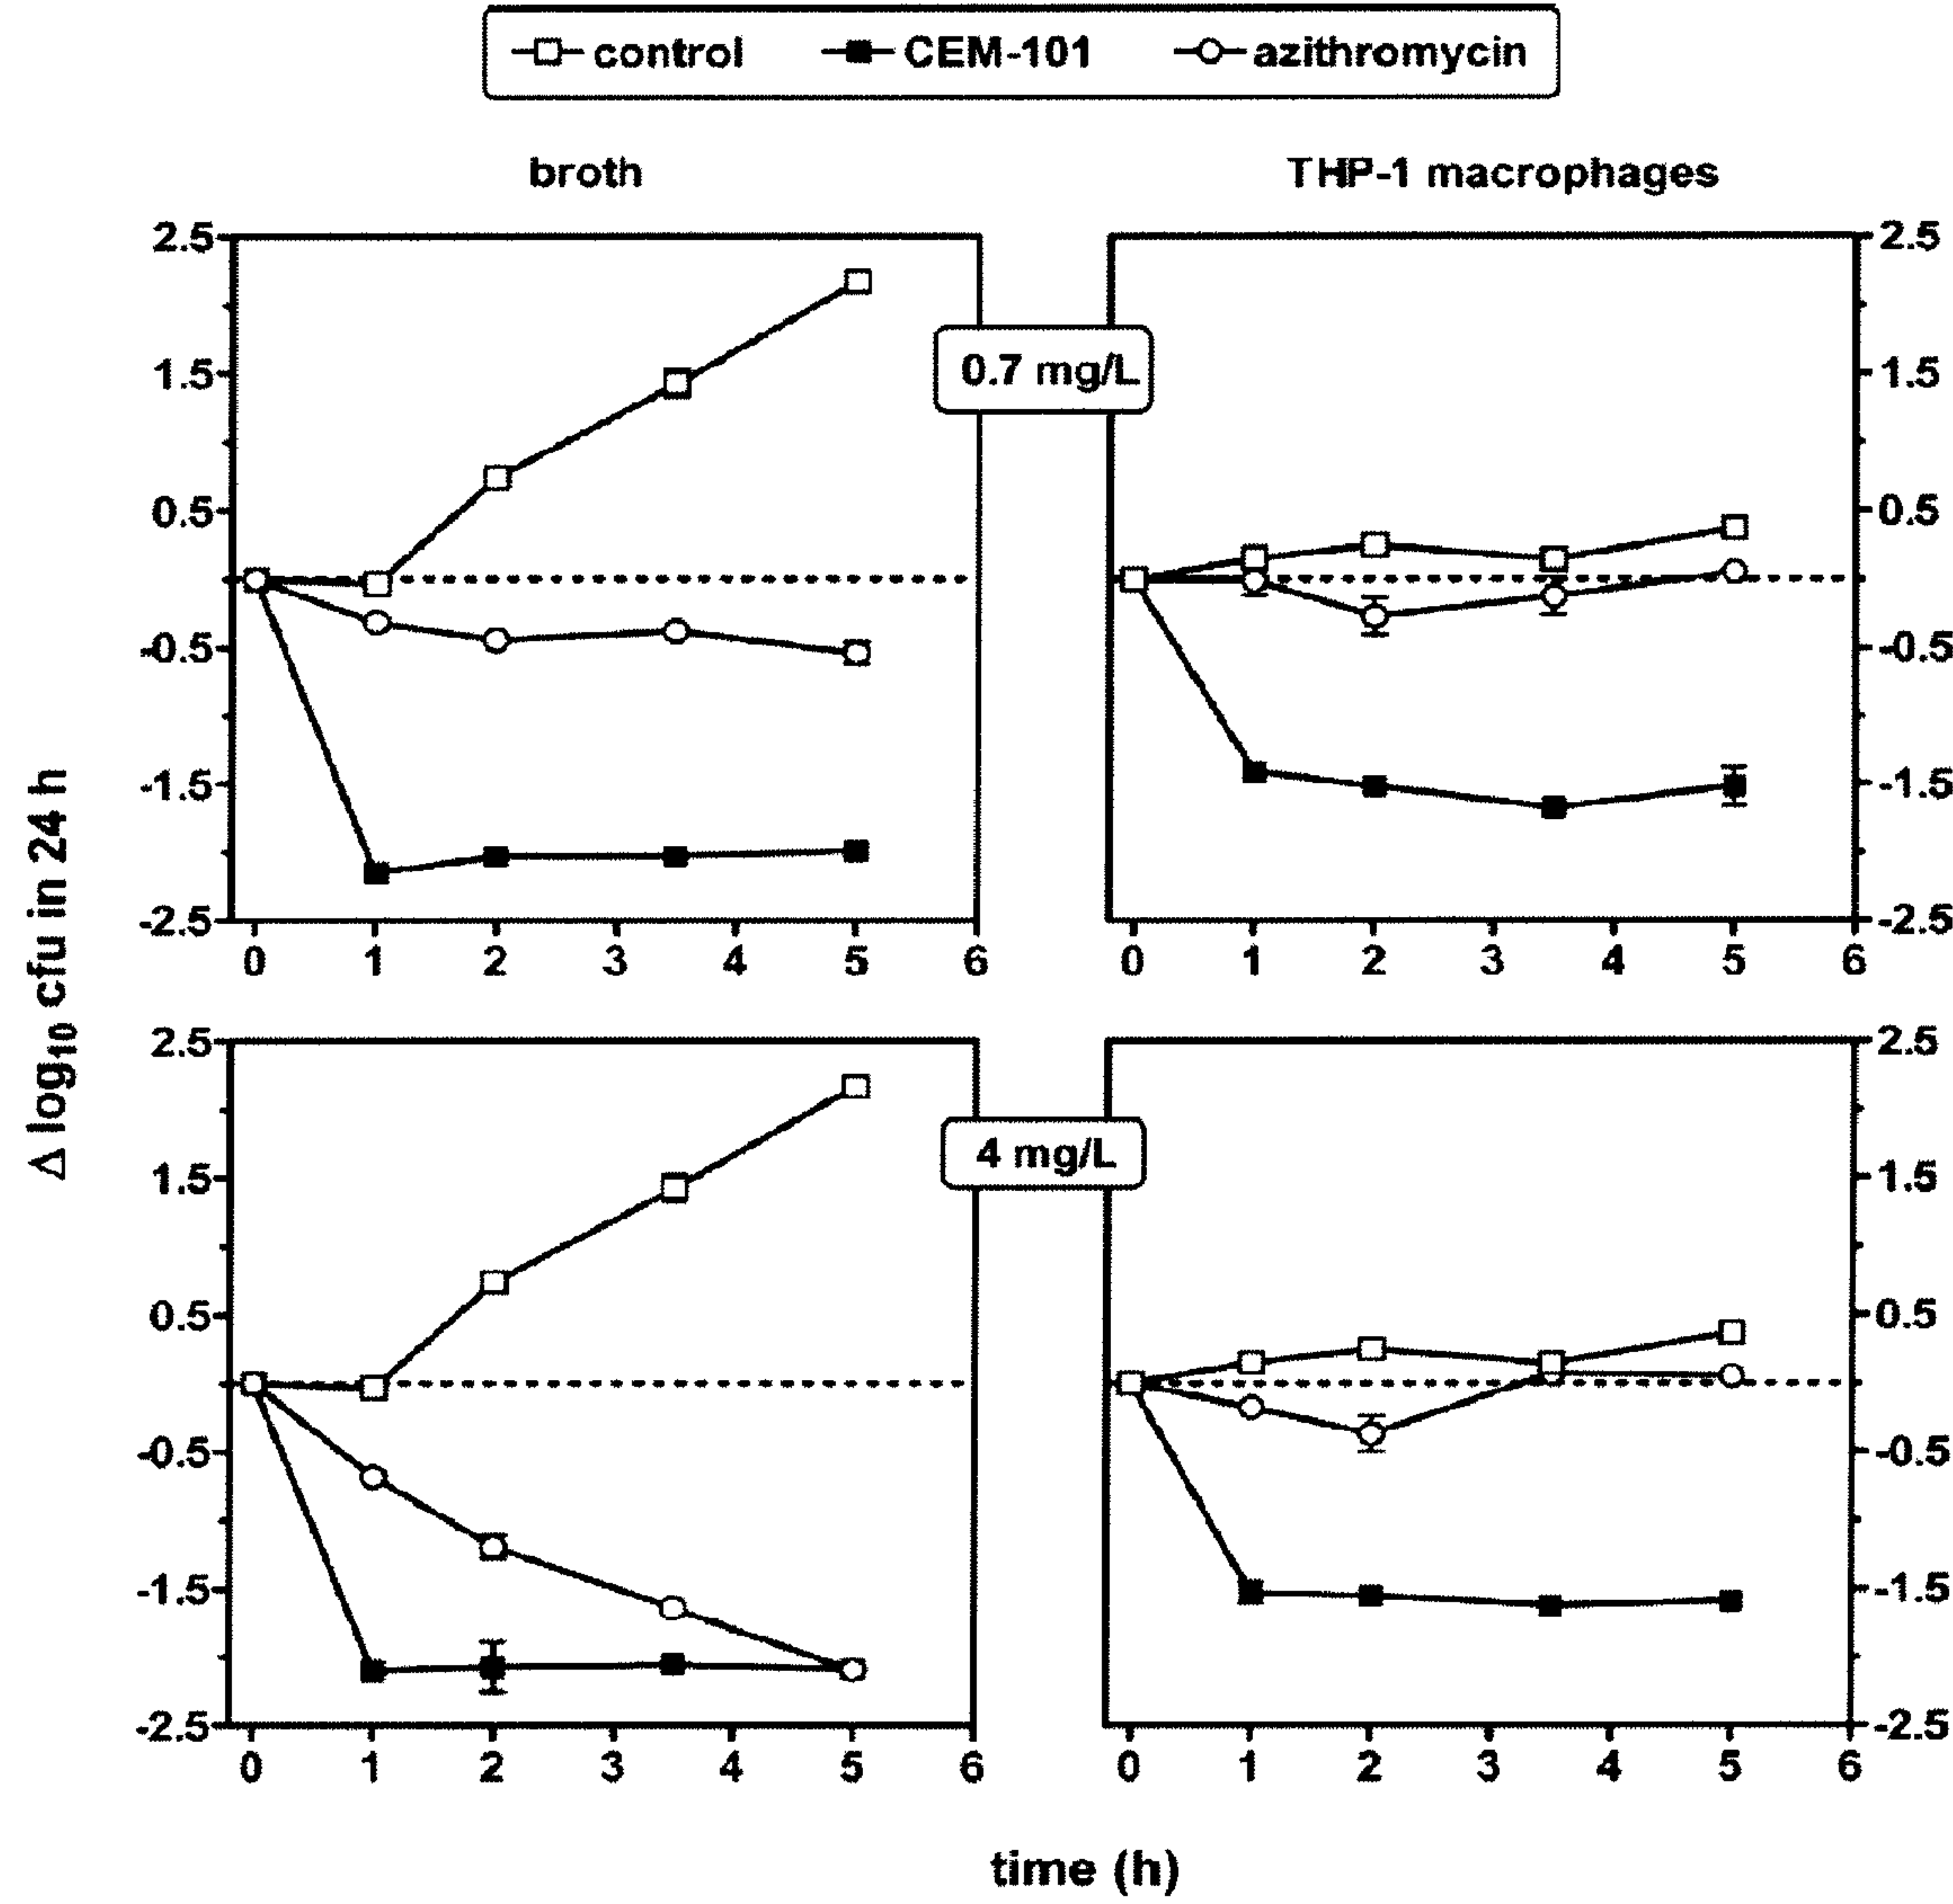 control CEM-101 azithromycin
broth THP-1 macrophages
2.5 2.5
1.5 0.7 mg/L 1.5
0.5 0.5
-0.5 -0.5
-1.5 -1.5
-2.5 -2.5
0 1 2 3 4 5 6 0 1 2 3 4 5 6
Δ log10 cfu in 24 h
2.5 2.5
1.5 4 mg/L 1.5
0.5 0.5
-0.5 -0.5
-1.5 -1.5
-2.5 -2.5
0 1 2 3 4 5 6 0 1 2 3 4 5 6
time (h)